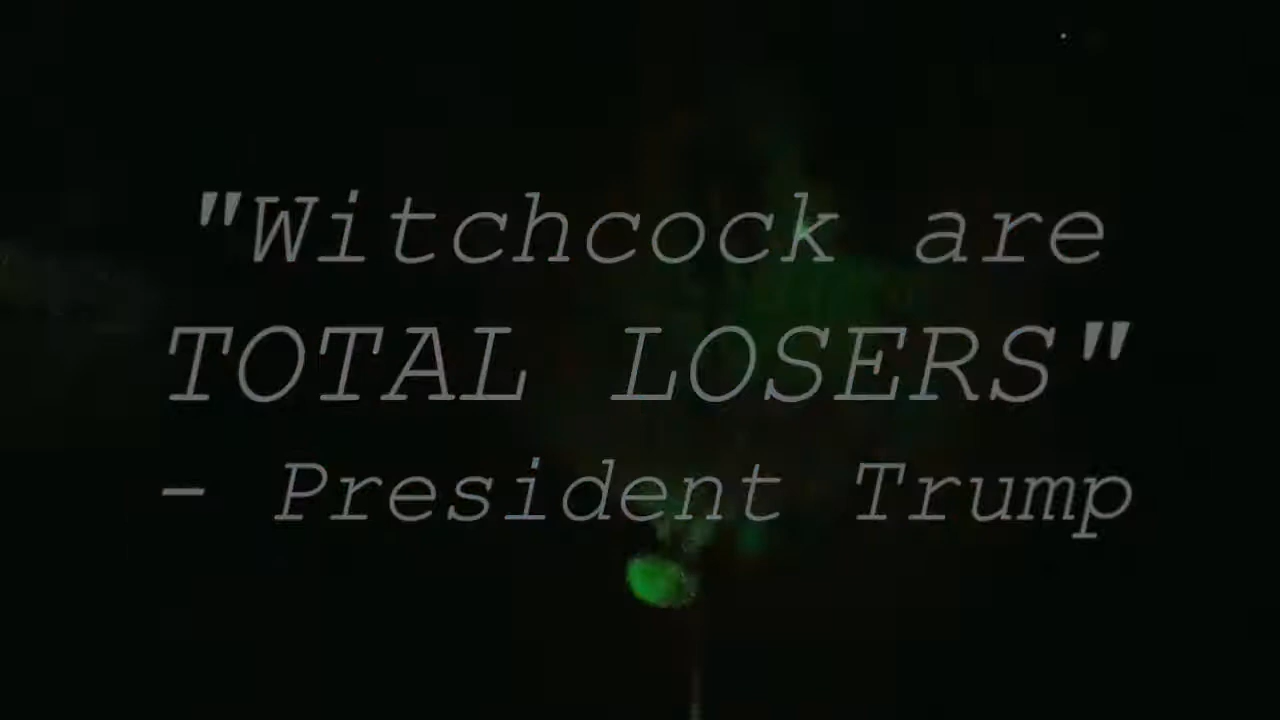 "Witchcock are
TOTAL LOSERS"
- President Trump